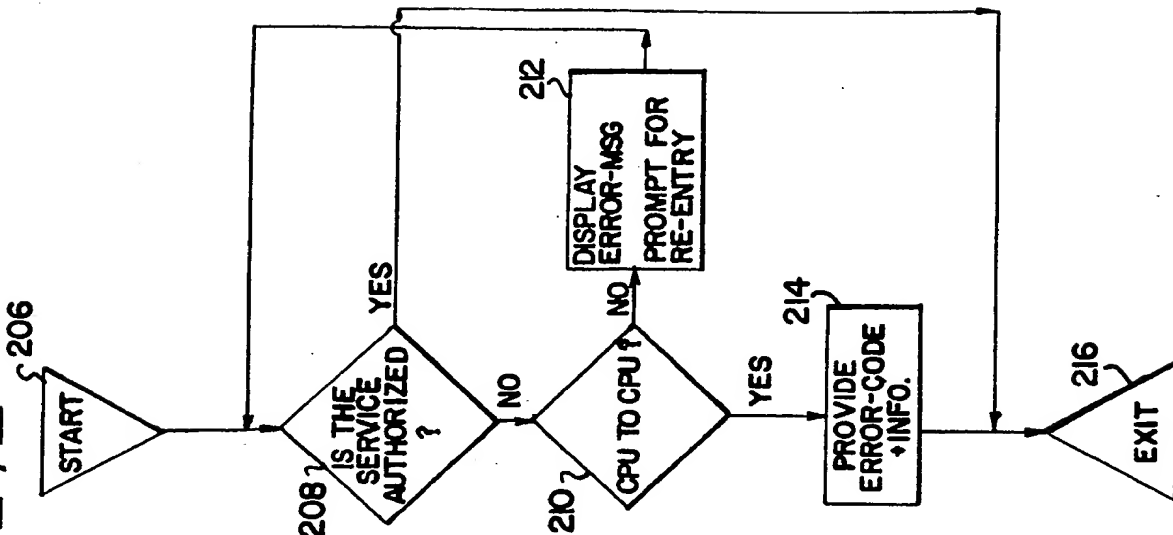 206
START
208
IS THE
SERVICE
AUTHORIZED
?
YES
NO
210
CPU TO CPU?
NO
212
DISPLAY
ERROR-MSG
PROMPT FOR
RE-ENTRY
YES
214
PROVIDE
ERROR-CODE
+INFO.
216
EXIT